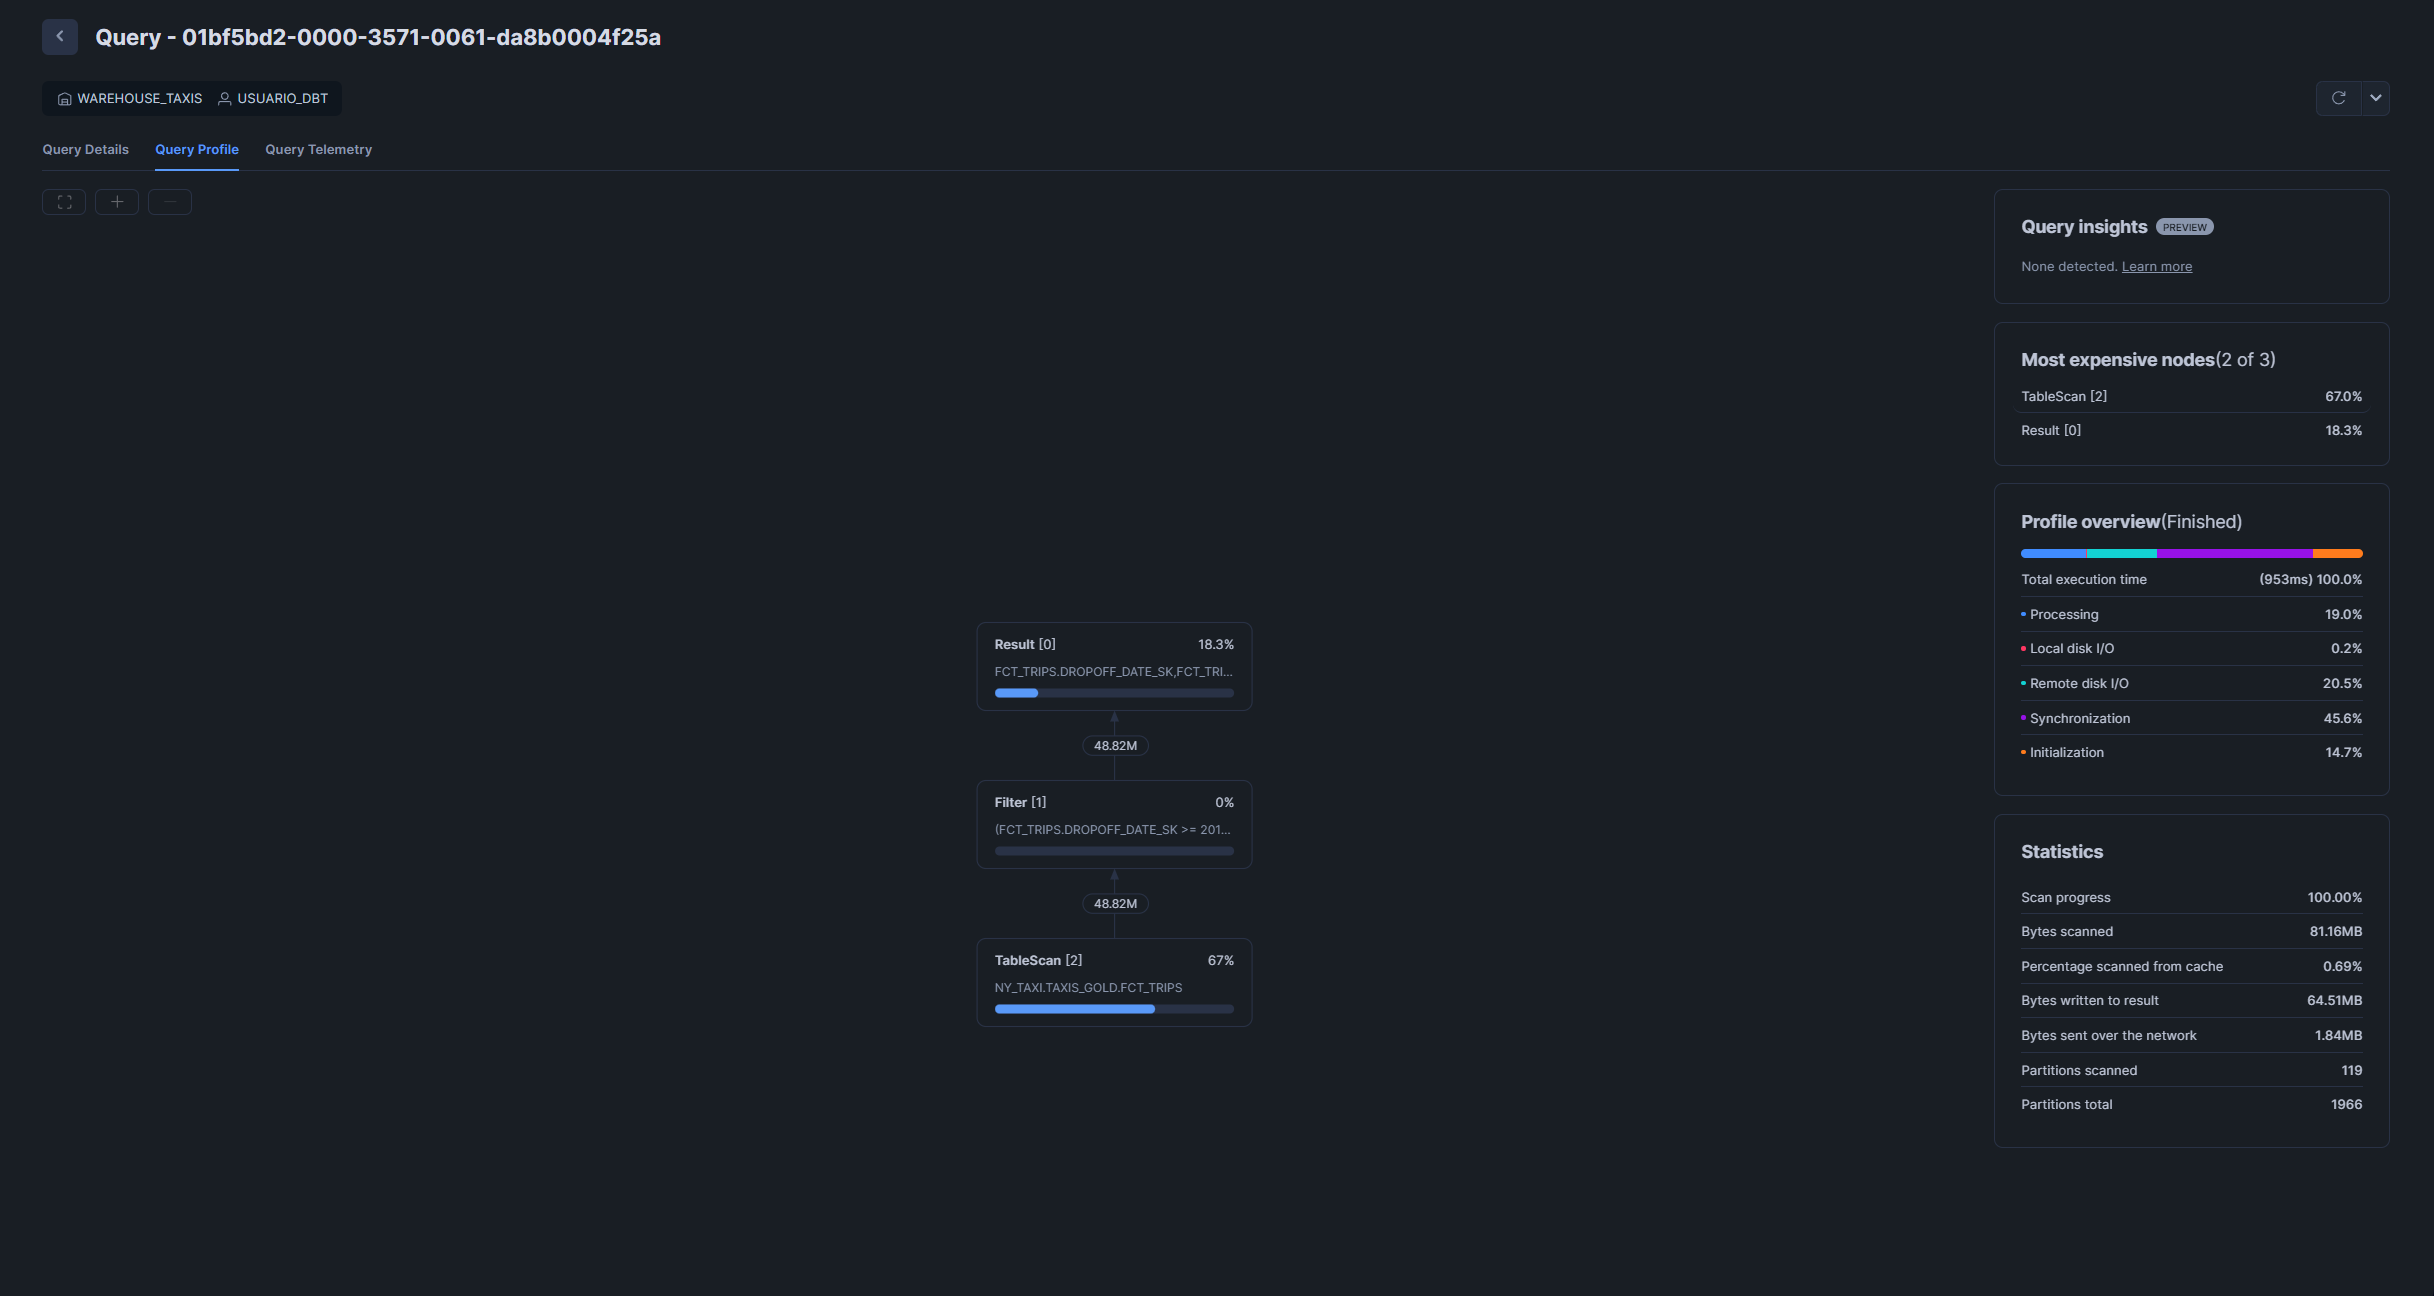 Query - 01bf5bd2-0000-3571-0061-da8b0004f25a
WAREHOUSE_TAXIS USUARIO_DBT
Query Details Query Profile Query Telemetry
Query insights PREVIEW
None detected. Learn more
Most expensive nodes(2 of 3)
TableScan [2] 67.0%
Result [0] 18.3%
Profile overview(Finished)
Total execution time (953ms) 100.0%
Processing 19.0%
Local disk I/O 0.2%
Remote disk I/O 20.5%
Synchronization 45.6%
Initialization 14.7%
Statistics
Scan progress 100.00%
Bytes scanned 81.16MB
Percentage scanned from cache 0.69%
Bytes written to result 64.51MB
Bytes sent over the network 1.84MB
Partitions scanned 119
Partitions total 1966
Result [0] 18.3%
FCT_TRIPS.DROPOFF_DATE_SK,FCT_TRI...
48.82M
Filter [1] 0%
(FCT_TRIPS.DROPOFF_DATE_SK >= 201...
48.82M
TableScan [2] 67%
NY_TAXI.TAXIS_GOLD.FCT_TRIPS